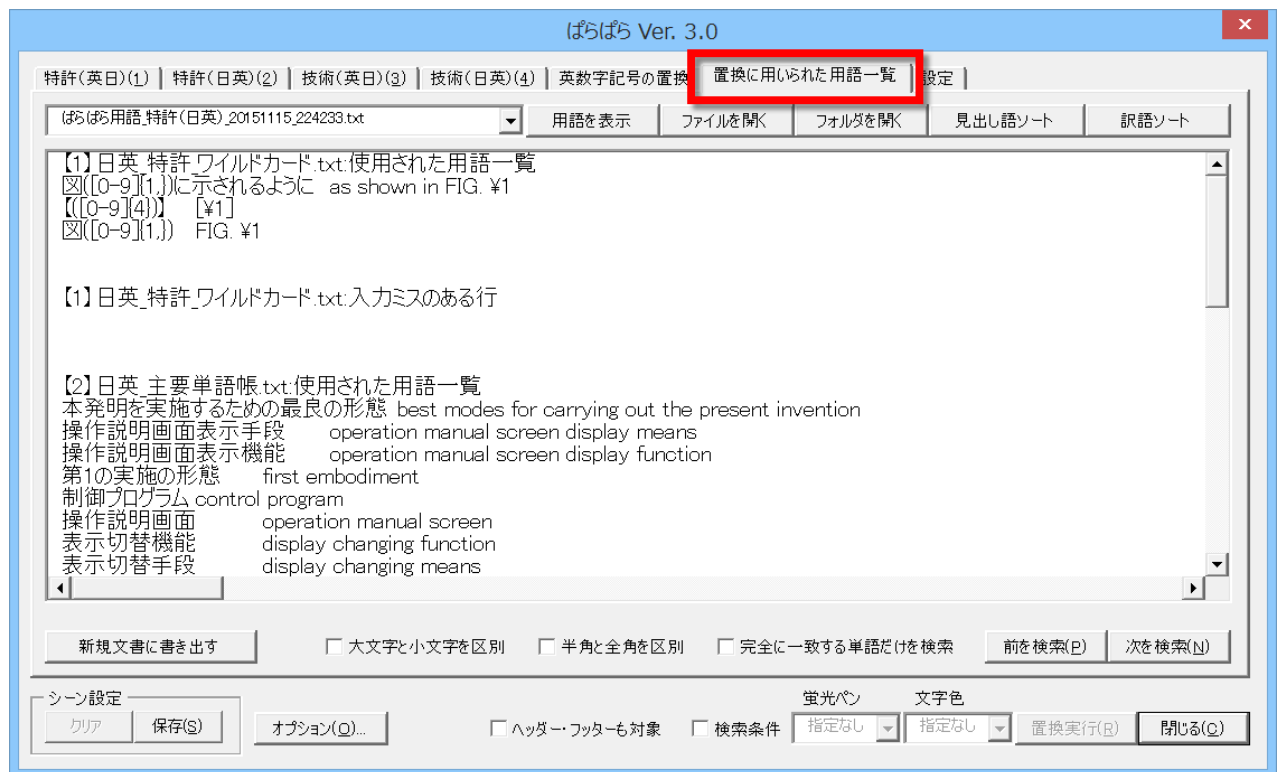 ぱらぱら Ver. 3.0
特許(英日)(1) 特許(日英)(2) 技術(英日)(3) 技術(日英)(4) 英数字記号の置換 置換に用いられた用語一覧 設定
ぱらぱら用語_特許(日英)_20151115_224233.txt 用語を表示 ファイルを開く フォルダを開く 見出し語ソート 訳語ソート
【1】日英_特許_ワイルドカード.txt:使用された用語一覧
図([0-9]{1,})に示されるように as shown in FIG. ¥1
【([0-9]{4})】 [¥1]
図([0-9]{1,}) FIG. ¥1
【1】日英_特許_ワイルドカード.txt:入力ミスのある行
【2】日英_主要単語帳.txt:使用された用語一覧
本発明を実施するための最良の形態 best modes for carrying out the present invention
操作説明画面表示手段 operation manual screen display means
操作説明画面表示機能 operation manual screen display function
第1の実施の形態 first embodiment
制御プログラム control program
操作説明画面 operation manual screen
表示切替機能 display changing function
表示切替手段 display changing means
新規文書に書き出す 大文字と小文字を区別 半角と全角を区別 完全に一致する単語だけを検索 前を検索(P) 次を検索(N)
シーン設定 蛍光ペン 文字色
クリア 保存(S) オプション(O)... ヘッダー・フッターも対象 検索条件 指定なし 指定なし 置換実行(R) 閉じる(C)